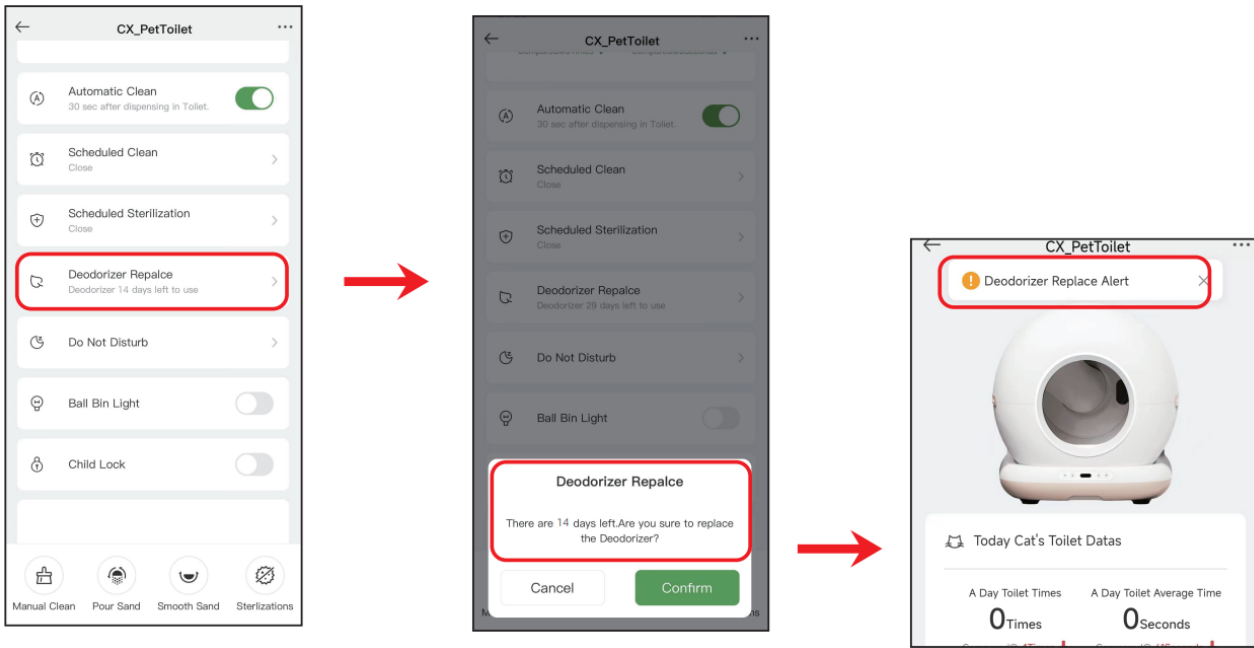 CX_PetToilet
Automatic Clean
30 sec after dispensing in Toliet.
Scheduled Clean
Close
Scheduled Sterilization
Close
Deodorizer Repalce
Deodorizer 14 days left to use
Do Not Disturb
Ball Bin Light
Child Lock
Manual Clean Pour Sand Smooth Sand Sterlizations
CX_PetToilet
Automatic Clean
30 sec after dispensing in Toliet.
Scheduled Clean
Close
Scheduled Sterilization
Close
Deodorizer Repalce
Deodorizer 29 days left to use
Do Not Disturb
Ball Bin Light
Deodorizer Repalce
There are 14 days left.Are you sure to replace
the Deodorizer?
Cancel Confirm
CX_PetToilet
Deodorizer Replace Alert
Today Cat's Toilet Datas
A Day Toilet Times A Day Toilet Average Time
0Times 0Seconds